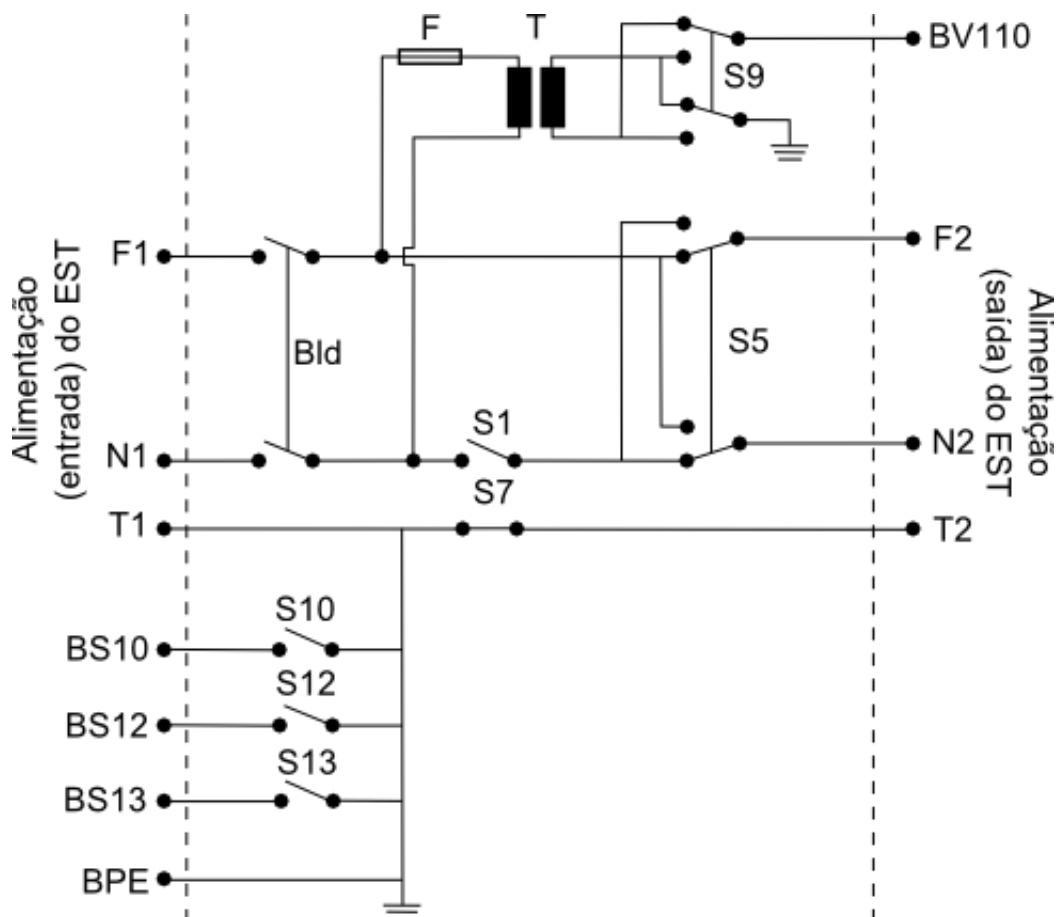 F
T
BV110
S9
F1
F2
Alimentação
(entrada) do EST
Bld
S5
Alimentação
(saída) do EST
N1
S1
N2
S7
T1
T2
S10
BS10
S12
BS12
S13
BS13
BPE